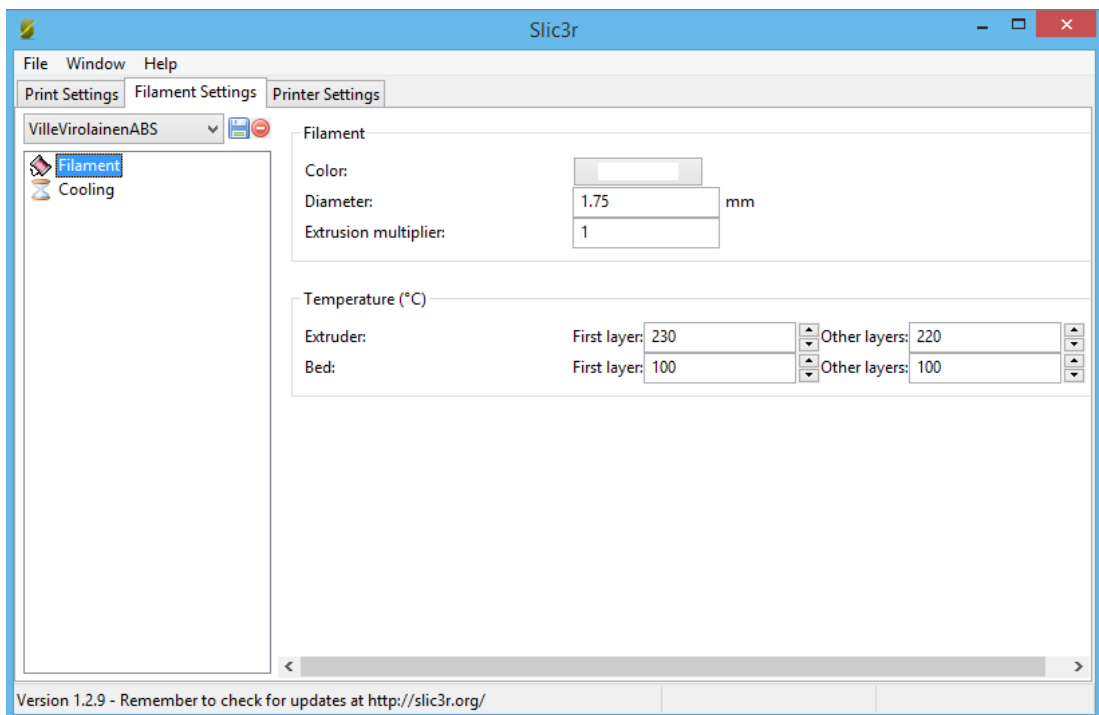 Slic3r
File Window Help
Print Settings Filament Settings Printer Settings
VilleVirolainenABS
Filament
Cooling
Filament
Color:
Diameter: 1.75 mm
Extrusion multiplier: 1
Temperature (°C)
Extruder: First layer: 230 Other layers: 220
Bed: First layer: 100 Other layers: 100
Version 1.2.9 - Remember to check for updates at http://slic3r.org/